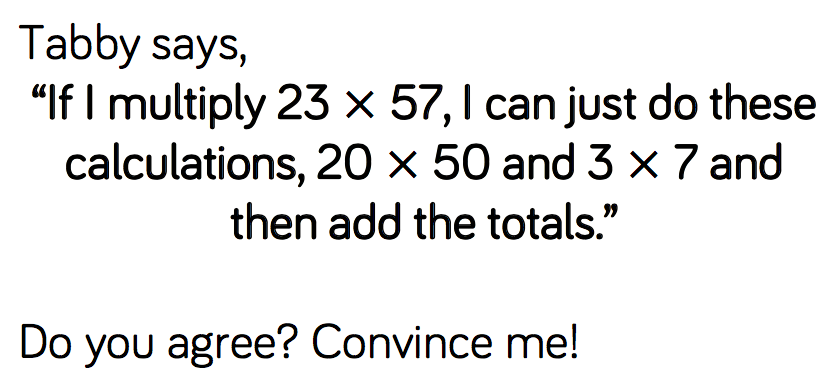 Tabby says,
“If I multiply 23 × 57, I can just do these
calculations, 20 × 50 and 3 × 7 and
then add the totals.”
Do you agree? Convince me!